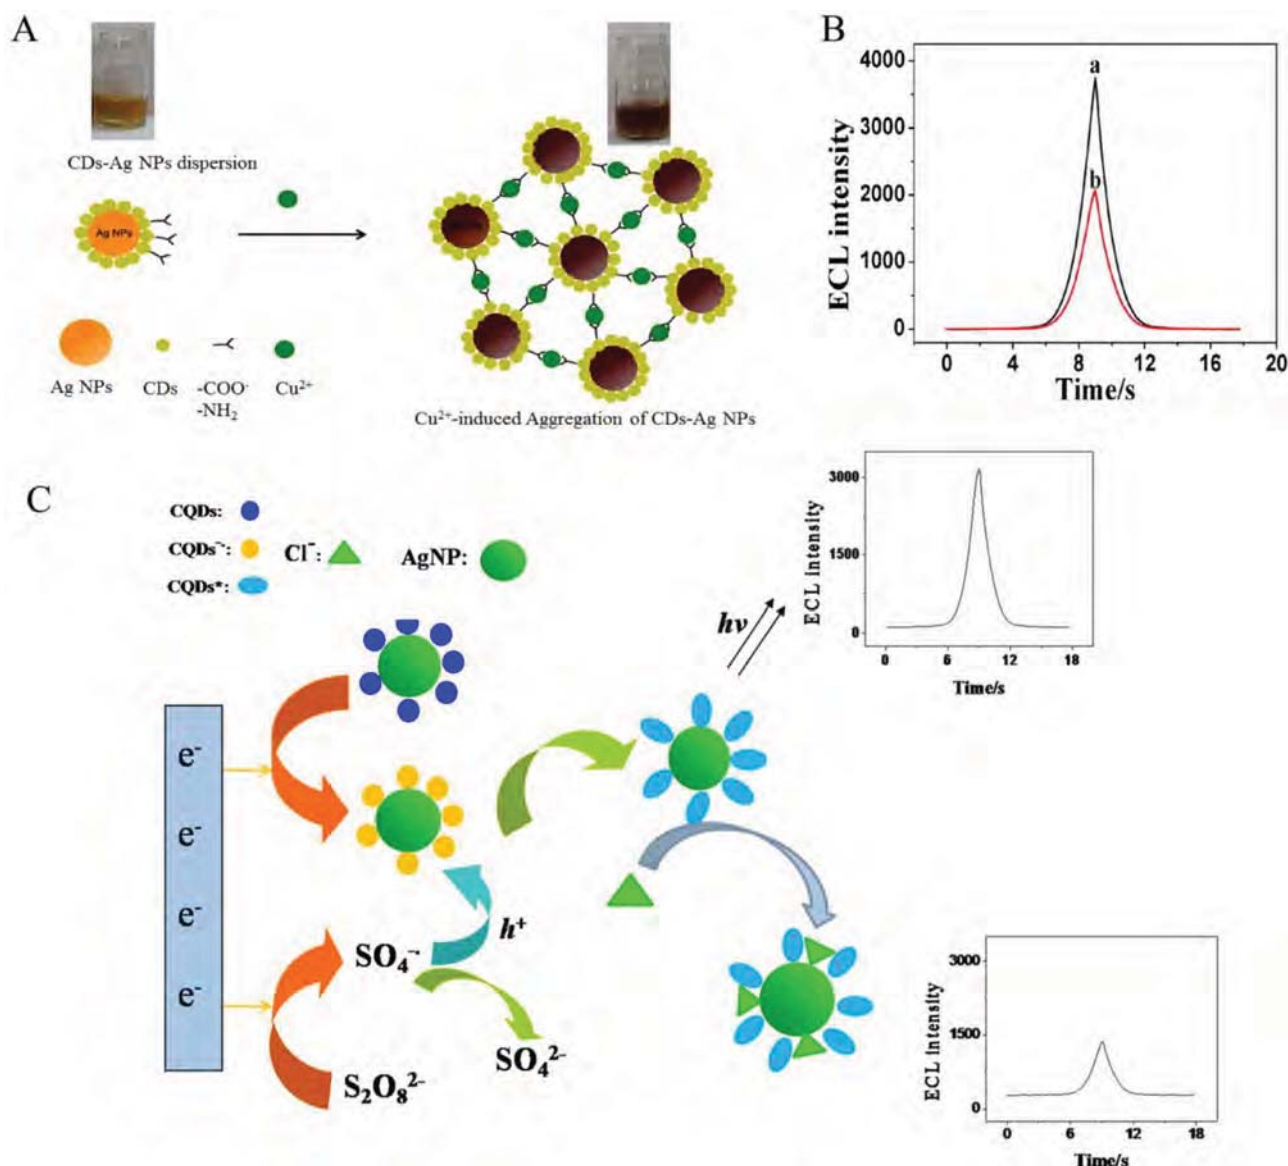 A
CDs-Ag NPs dispersion
Ag NPs
Ag NPs
CDs
-COO-
-NH2
Cu2+
Cu2+-induced Aggregation of CDs-Ag NPs
B
ECL intensity
4000
3000
2000
1000
0
a
b
0 4 8 12 16 20
Time/s
C
CQDs:
CQDs-•:
CQDs*:
Cl-:
AgNP:
hν
ECL intensity
3000
1500
0
0 6 12 18
Time/s
e-
e-
e-
e-
h+
SO4-•
SO42-
S2O82-
ECL intensity
3000
1500
0
0 6 12 18
Time/s